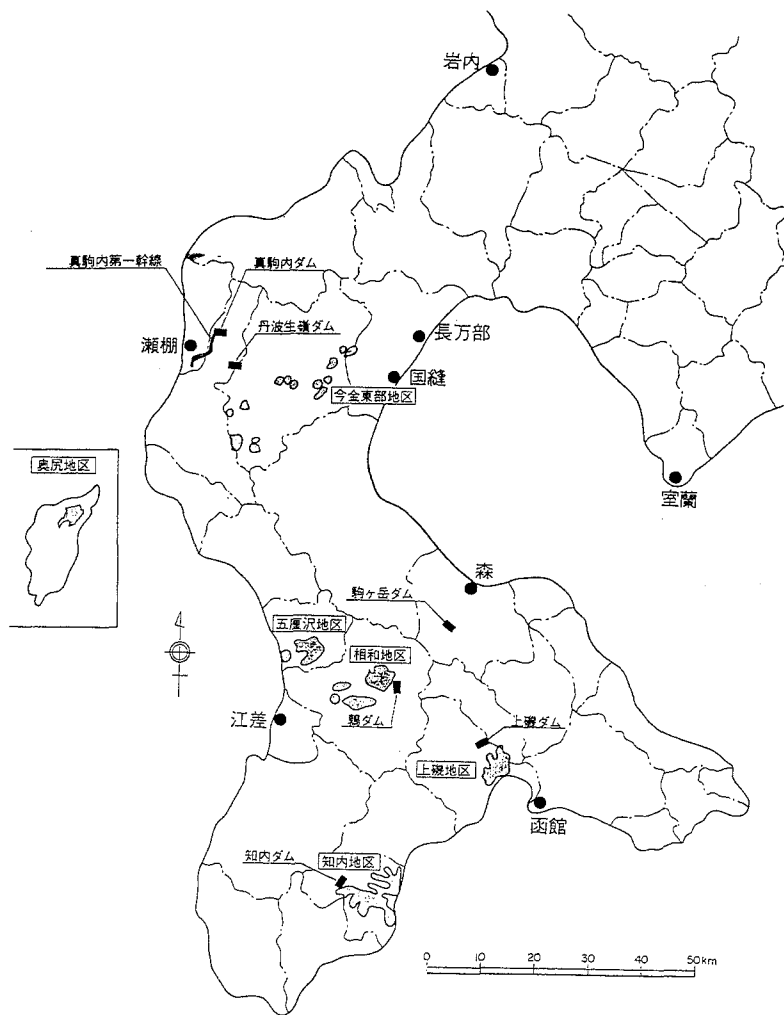 岩内
真駒内第一幹線
真駒内ダム
丹波生嶺ダム
瀬棚
長万部
国縫
今金東部地区
奥尻地区
室蘭
森
駒ヶ岳ダム
五厘沢地区
相和地区
江差
鶉ダム
上磯ダム
上磯地区
函館
知内ダム
知内地区
0 10 20 30 40 50km